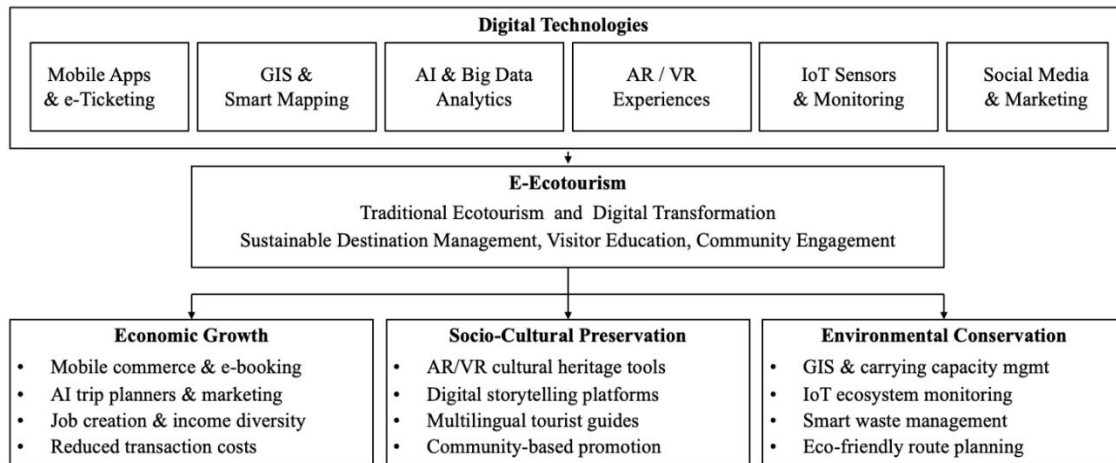 Digital Technologies
Mobile Apps
& e-Ticketing
GIS &
Smart Mapping
AI & Big Data
Analytics
AR / VR
Experiences
IoT Sensors
& Monitoring
Social Media
& Marketing
E-Ecotourism
Traditional Ecotourism and Digital Transformation
Sustainable Destination Management, Visitor Education, Community Engagement
Economic Growth
• Mobile commerce & e-booking
• AI trip planners & marketing
• Job creation & income diversity
• Reduced transaction costs
Socio-Cultural Preservation
• AR/VR cultural heritage tools
• Digital storytelling platforms
• Multilingual tourist guides
• Community-based promotion
Environmental Conservation
• GIS & carrying capacity mgmt
• IoT ecosystem monitoring
• Smart waste management
• Eco-friendly route planning